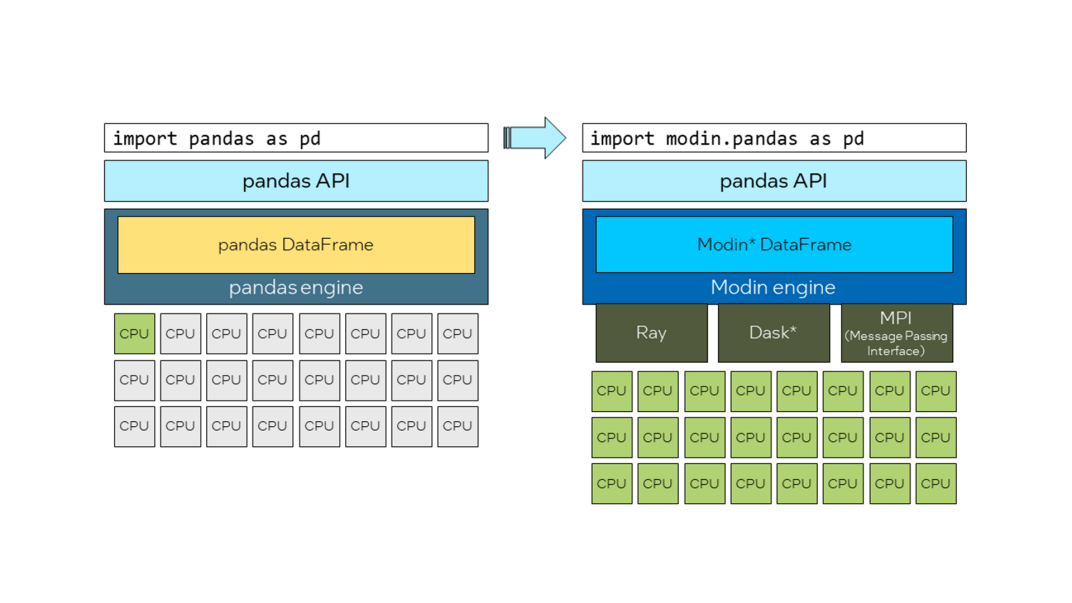 import pandas as pd
pandas API
pandas DataFrame
pandas engine
CPU CPU CPU CPU CPU CPU CPU CPU
CPU CPU CPU CPU CPU CPU CPU CPU
CPU CPU CPU CPU CPU CPU CPU CPU
import modin.pandas as pd
pandas API
Modin* DataFrame
Modin engine
Ray
Dask*
MPI
(Message Passing
Interface)
CPU CPU CPU CPU CPU CPU CPU CPU
CPU CPU CPU CPU CPU CPU CPU CPU
CPU CPU CPU CPU CPU CPU CPU CPU